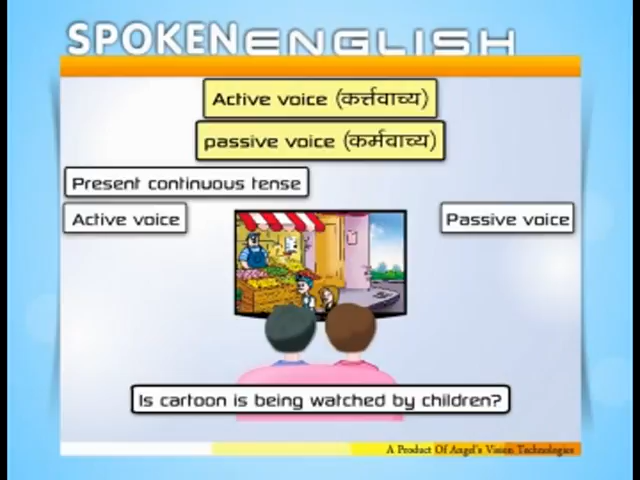 SPOKEN ENGLISH
Active voice (कर्त्तवाच्य)
passive voice (कर्मवाच्य)
Present continuous tense
Active voice
Passive voice
Is cartoon is being watched by children?
A Product Of Angel's Vision Technologies